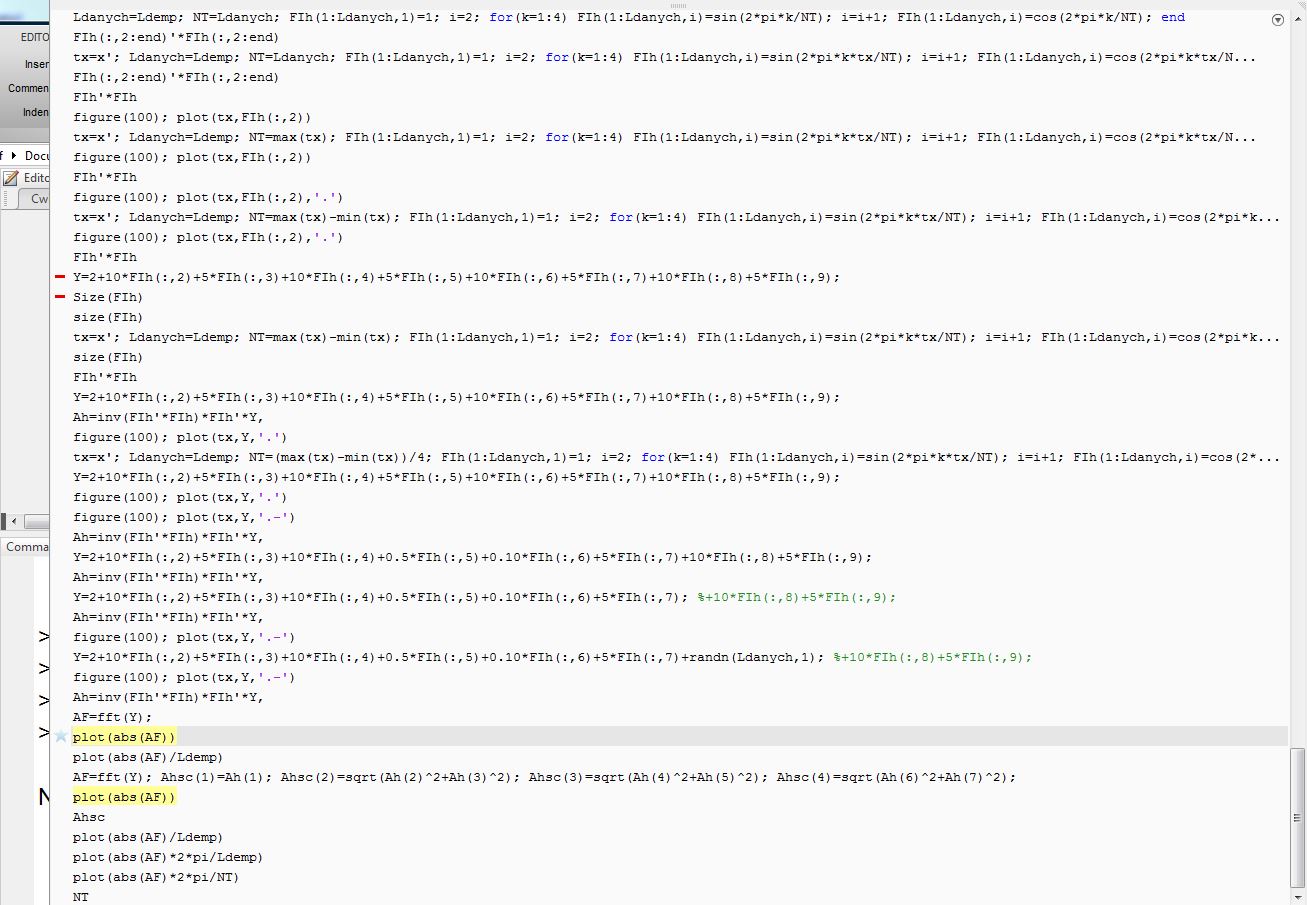 Ldanych=Ldemp; NT=Ldanych; FIh(1:Ldanych,1)=1; i=2; for(k=1:4) FIh(1:Ldanych,i)=sin(2*pi*k/NT); i=i+1; FIh(1:Ldanych,i)=cos(2*pi*k/NT); end
EDITO
FIh(:,2:end)'*FIh(:,2:end)
Inser
tx=x'; Ldanych=Ldemp; NT=Ldanych; FIh(1:Ldanych,1)=1; i=2; for(k=1:4) FIh(1:Ldanych,i)=sin(2*pi*k*tx/NT); i=i+1; FIh(1:Ldanych,i)=cos(2*pi*k*tx/N...
FIh(:,2:end)'*FIh(:,2:end)
Commen
FIh'*FIh
Inden
figure(100); plot(tx,FIh(:,2))
tx=x'; Ldanych=Ldemp; NT=max(tx); FIh(1:Ldanych,1)=1; i=2; for(k=1:4) FIh(1:Ldanych,i)=sin(2*pi*k*tx/NT); i=i+1; FIh(1:Ldanych,i)=cos(2*pi*k*tx/N...
f Docu
figure(100); plot(tx,FIh(:,2))
Edito
FIh'*FIh
Cw
figure(100); plot(tx,FIh(:,2),'.')
tx=x'; Ldanych=Ldemp; NT=max(tx)-min(tx); FIh(1:Ldanych,1)=1; i=2; for(k=1:4) FIh(1:Ldanych,i)=sin(2*pi*k*tx/NT); i=i+1; FIh(1:Ldanych,i)=cos(2*pi*k...
figure(100); plot(tx,FIh(:,2),'.')
FIh'*FIh
Y=2+10*FIh(:,2)+5*FIh(:,3)+10*FIh(:,4)+5*FIh(:,5)+10*FIh(:,6)+5*FIh(:,7)+10*FIh(:,8)+5*FIh(:,9);
Size(FIh)
size(FIh)
tx=x'; Ldanych=Ldemp; NT=max(tx)-min(tx); FIh(1:Ldanych,1)=1; i=2; for(k=1:4) FIh(1:Ldanych,i)=sin(2*pi*k*tx/NT); i=i+1; FIh(1:Ldanych,i)=cos(2*pi*k...
size(FIh)
FIh'*FIh
Y=2+10*FIh(:,2)+5*FIh(:,3)+10*FIh(:,4)+5*FIh(:,5)+10*FIh(:,6)+5*FIh(:,7)+10*FIh(:,8)+5*FIh(:,9);
Ah=inv(FIh'*FIh)*FIh'*Y,
figure(100); plot(tx,Y,'.')
tx=x'; Ldanych=Ldemp; NT=(max(tx)-min(tx))/4; FIh(1:Ldanych,1)=1; i=2; for(k=1:4) FIh(1:Ldanych,i)=sin(2*pi*k*tx/NT); i=i+1; FIh(1:Ldanych,i)=cos(2*...
Y=2+10*FIh(:,2)+5*FIh(:,3)+10*FIh(:,4)+5*FIh(:,5)+10*FIh(:,6)+5*FIh(:,7)+10*FIh(:,8)+5*FIh(:,9);
figure(100); plot(tx,Y,'.')
figure(100); plot(tx,Y,'.-')
Ah=inv(FIh'*FIh)*FIh'*Y,
Comma
Y=2+10*FIh(:,2)+5*FIh(:,3)+10*FIh(:,4)+0.5*FIh(:,5)+0.10*FIh(:,6)+5*FIh(:,7)+10*FIh(:,8)+5*FIh(:,9);
Ah=inv(FIh'*FIh)*FIh'*Y,
Y=2+10*FIh(:,2)+5*FIh(:,3)+10*FIh(:,4)+0.5*FIh(:,5)+0.10*FIh(:,6)+5*FIh(:,7); %+10*FIh(:,8)+5*FIh(:,9);
Ah=inv(FIh'*FIh)*FIh'*Y,
>
figure(100); plot(tx,Y,'.-')
Y=2+10*FIh(:,2)+5*FIh(:,3)+10*FIh(:,4)+0.5*FIh(:,5)+0.10*FIh(:,6)+5*FIh(:,7)+randn(Ldanych,1); %+10*FIh(:,8)+5*FIh(:,9);
>
figure(100); plot(tx,Y,'.-')
>
Ah=inv(FIh'*FIh)*FIh'*Y,
AF=fft(Y);
>
plot(abs(AF))
plot(abs(AF)/Ldemp)
AF=fft(Y); Ahsc(1)=Ah(1); Ahsc(2)=sqrt(Ah(2)^2+Ah(3)^2); Ahsc(3)=sqrt(Ah(4)^2+Ah(5)^2); Ahsc(4)=sqrt(Ah(6)^2+Ah(7)^2);
N
plot(abs(AF))
Ahsc
plot(abs(AF)/Ldemp)
plot(abs(AF)*2*pi/Ldemp)
plot(abs(AF)*2*pi/NT)
NT